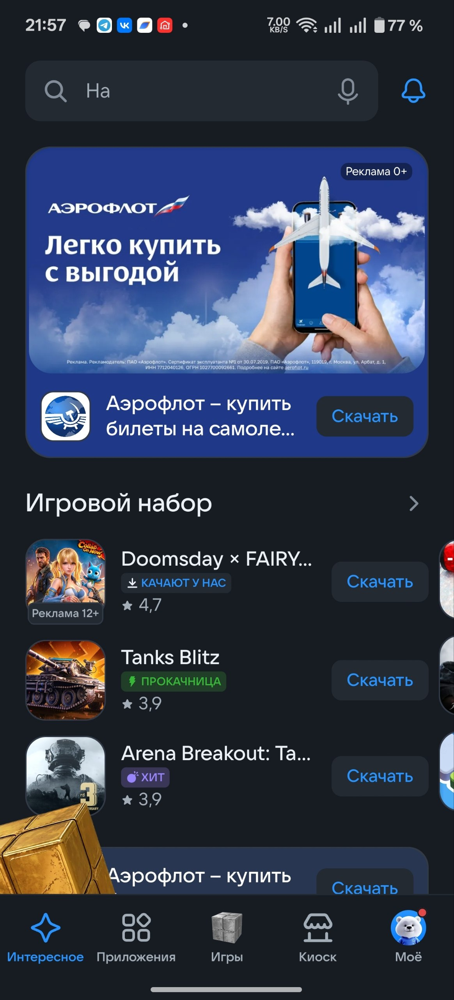 21:57
7.00
KB/S
77 %
На
Реклама 0+
АЭРОФЛОТ
Легко купить
с выгодой
Реклама. Рекламодатель: ПАО «Аэрофлот». Сертификат эксплуатанта №1 от 30.07.2019. ПАО «Аэрофлот», 119019, г. Москва, ул. Арбат, д. 1,
ИНН 7712040126, ОГРН 1027700092661. Подробнее на сайте aeroflot.ru
Аэрофлот – купить
билеты на самоле...
Скачать
Игровой набор
Collab
On Now
Doomsday × FAIRY...
КАЧАЮТ У НАС
4,7
Реклама 12+
Скачать
Tanks Blitz
ПРОКАЧНИЦА
3,9
Скачать
Arena Breakout: Ta...
ХИТ
3,9
3rd
Скачать
Аэрофлот – купить
Скачать
Интересное
Приложения
Игры
Киоск
Моё